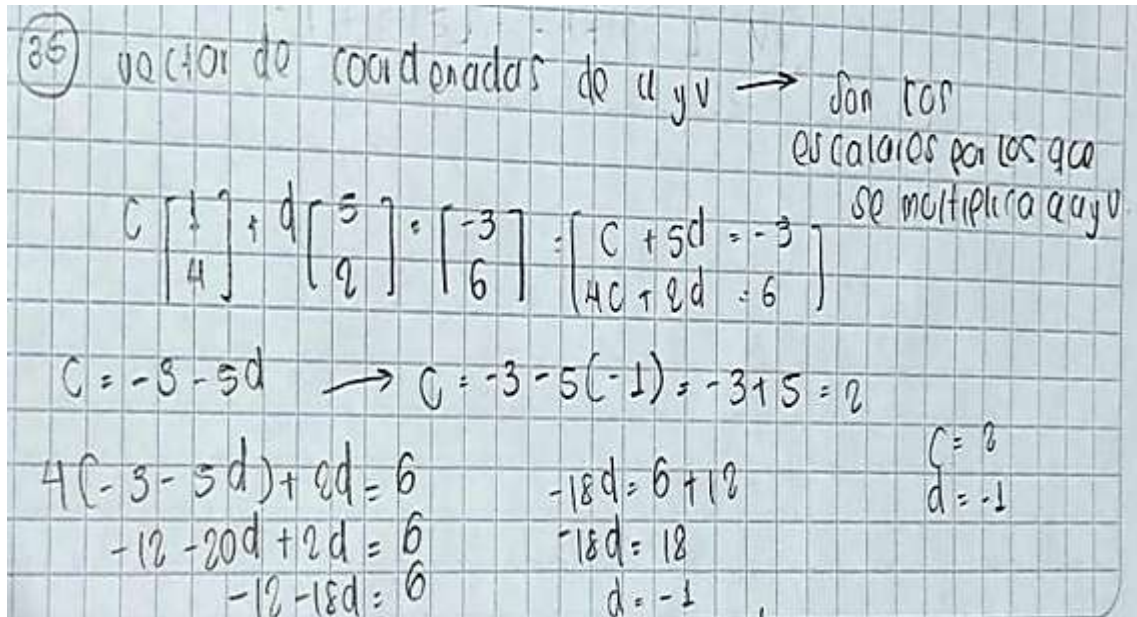 35 vector de coordenadas de u y v → Son los
escalares por los que
se multiplica a u y v
c [1 4] + d [5 2] = [-3 6] = [c + 5d = -3 4c + 2d = 6]
c = -3 - 5d → c = -3 - 5(-1) = -3 + 5 = 2
4(-3 - 5d) + 2d = 6
-12 - 20d + 2d = 6
-12 - 18d = 6
-18d = 6 + 12
-18d = 18
d = -1
c = 2
d = -1